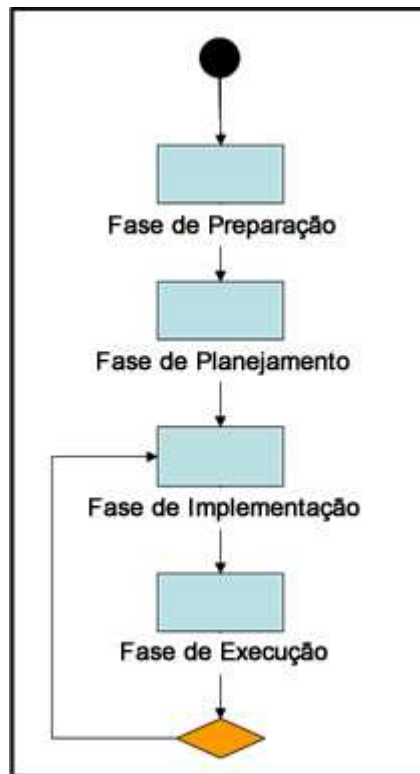 Fase de Preparação
Fase de Planejamento
Fase de Implementação
Fase de Execução